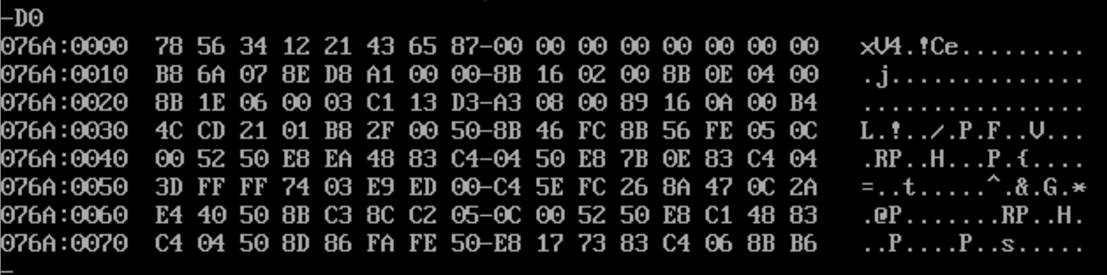 -D0
076A:0000  78 56 34 12 21 43 65 87-00 00 00 00 00 00 00 00   xV4.!Ce.........
076A:0010  B8 6A 07 8E D8 A1 00 00-8B 16 02 00 8B 0E 04 00   .j..............
076A:0020  8B 1E 06 00 03 C1 13 D3-A3 08 00 89 16 0A 00 B4   ................
076A:0030  4C CD 21 01 B8 2F 00 50-8B 46 FC 8B 56 FE 05 0C   L.!../.P.F..V...
076A:0040  00 52 50 E8 EA 48 83 C4-04 50 E8 7B 0E 83 C4 04   .RP..H...P.{....
076A:0050  3D FF FF 74 03 E9 ED 00-C4 5E FC 26 8A 47 0C 2A   =..t.....^.&.G.*
076A:0060  E4 40 50 8B C3 8C C2 05-0C 00 52 50 E8 C1 48 83   .@P.......RP..H.
076A:0070  C4 04 50 8D 86 FA FE 50-E8 17 73 83 C4 06 8B B6   ..P....P..s.....
-